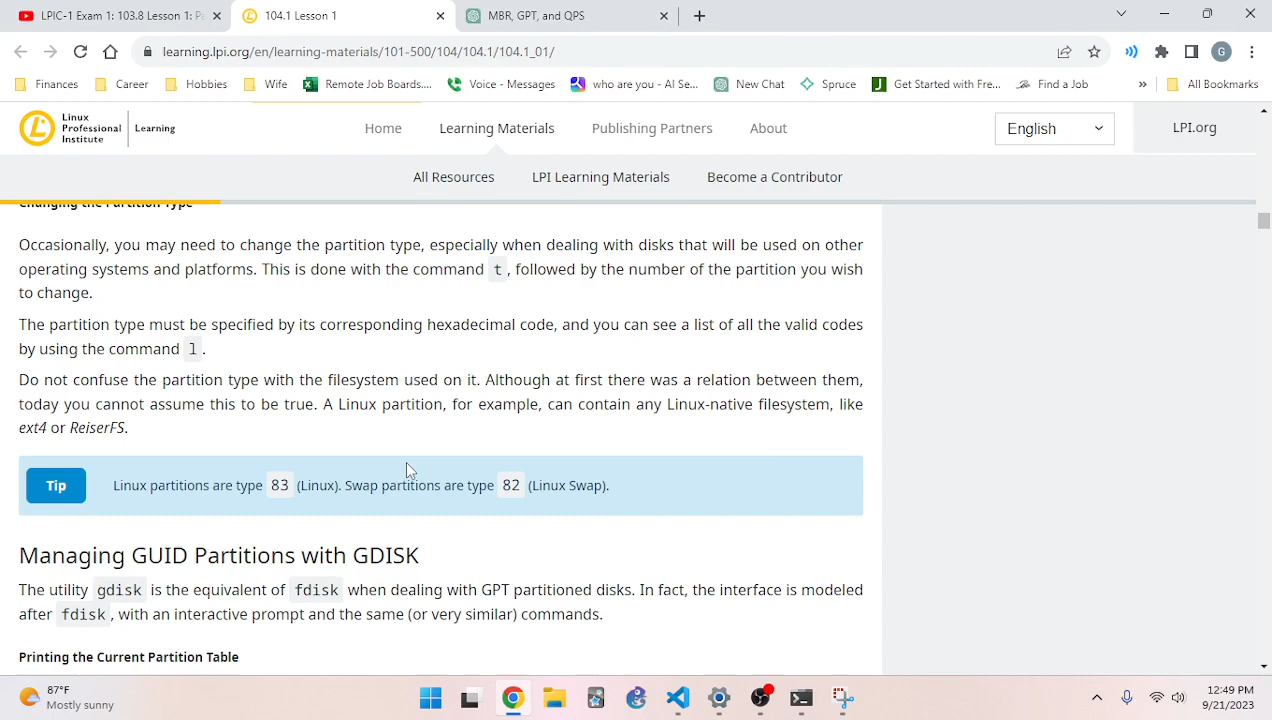 LPIC-1 Exam 1: 103.8 Lesson 1: Pa
104.1 Lesson 1
MBR, GPT, and QPS
learning.lpi.org/en/learning-materials/101-500/104/104.1/104.1_01/
G
Finances
Career
Hobbies
Wife
Remote Job Boards....
Voice - Messages
who are you - AI Se...
New Chat
Spruce
Get Started with Fre...
Find a Job
»
All Bookmarks
Linux
Professional
Institute
Learning
Home
Learning Materials
Publishing Partners
About
English
LPI.org
All Resources
LPI Learning Materials
Become a Contributor
Changing the Partition Type
Occasionally, you may need to change the partition type, especially when dealing with disks that will be used on other
operating systems and platforms. This is done with the command t, followed by the number of the partition you wish
to change.
The partition type must be specified by its corresponding hexadecimal code, and you can see a list of all the valid codes
by using the command l.
Do not confuse the partition type with the filesystem used on it. Although at first there was a relation between them,
today you cannot assume this to be true. A Linux partition, for example, can contain any Linux-native filesystem, like
ext4 or ReiserFS.
Tip
Linux partitions are type 83 (Linux). Swap partitions are type 82 (Linux Swap).
Managing GUID Partitions with GDISK
The utility gdisk is the equivalent of fdisk when dealing with GPT partitioned disks. In fact, the interface is modeled
after fdisk, with an interactive prompt and the same (or very similar) commands.
Printing the Current Partition Table
87°F
Mostly sunny
12:49 PM
9/21/2023